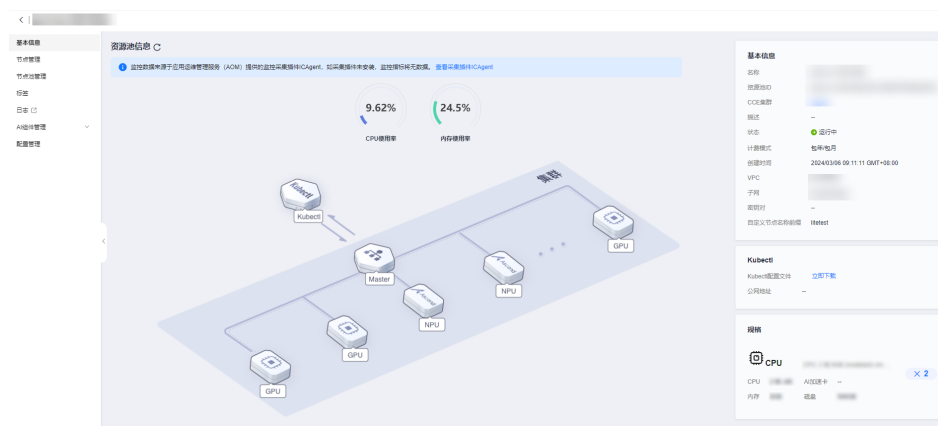 基本信息
节点管理
节点池管理
标签
日志
AI组件管理
配置管理
资源池信息
监控数据来源于应用运维管理服务（AOM）提供的监控采集插件ICAgent，如采集插件未安装，监控指标将无数据。 查看采集插件ICAgent
9.62%
CPU使用率
24.5%
内存使用率
集群
Kubectl
Kubectl
Master
GPU
Ascend
NPU
Ascend
NPU
GPU
GPU
基本信息
名称
资源池ID
CCE集群
描述 --
状态 运行中
计费模式 包年/包月
创建时间 2024/03/06 09:11:11 GMT+08:00
VPC
子网
密钥对 --
自定义节点名称前缀 litetest
Kubectl
Kubectl配置文件 立即下载
公网地址 --
规格
CPU
CPU AI加速卡 --
内存 磁盘
× 2